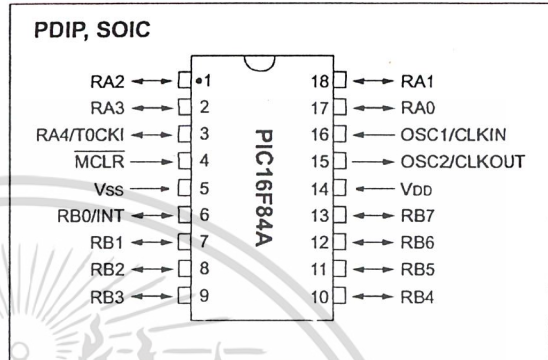 PDIP, SOIC
RA2 1 18 RA1
RA3 2 17 RA0
RA4/T0CKI 3 16 OSC1/CLKIN
MCLR 4 15 OSC2/CLKOUT
Vss 5 14 VDD
RB0/INT 6 13 RB7
RB1 7 12 RB6
RB2 8 11 RB5
RB3 9 10 RB4
PIC16F84A